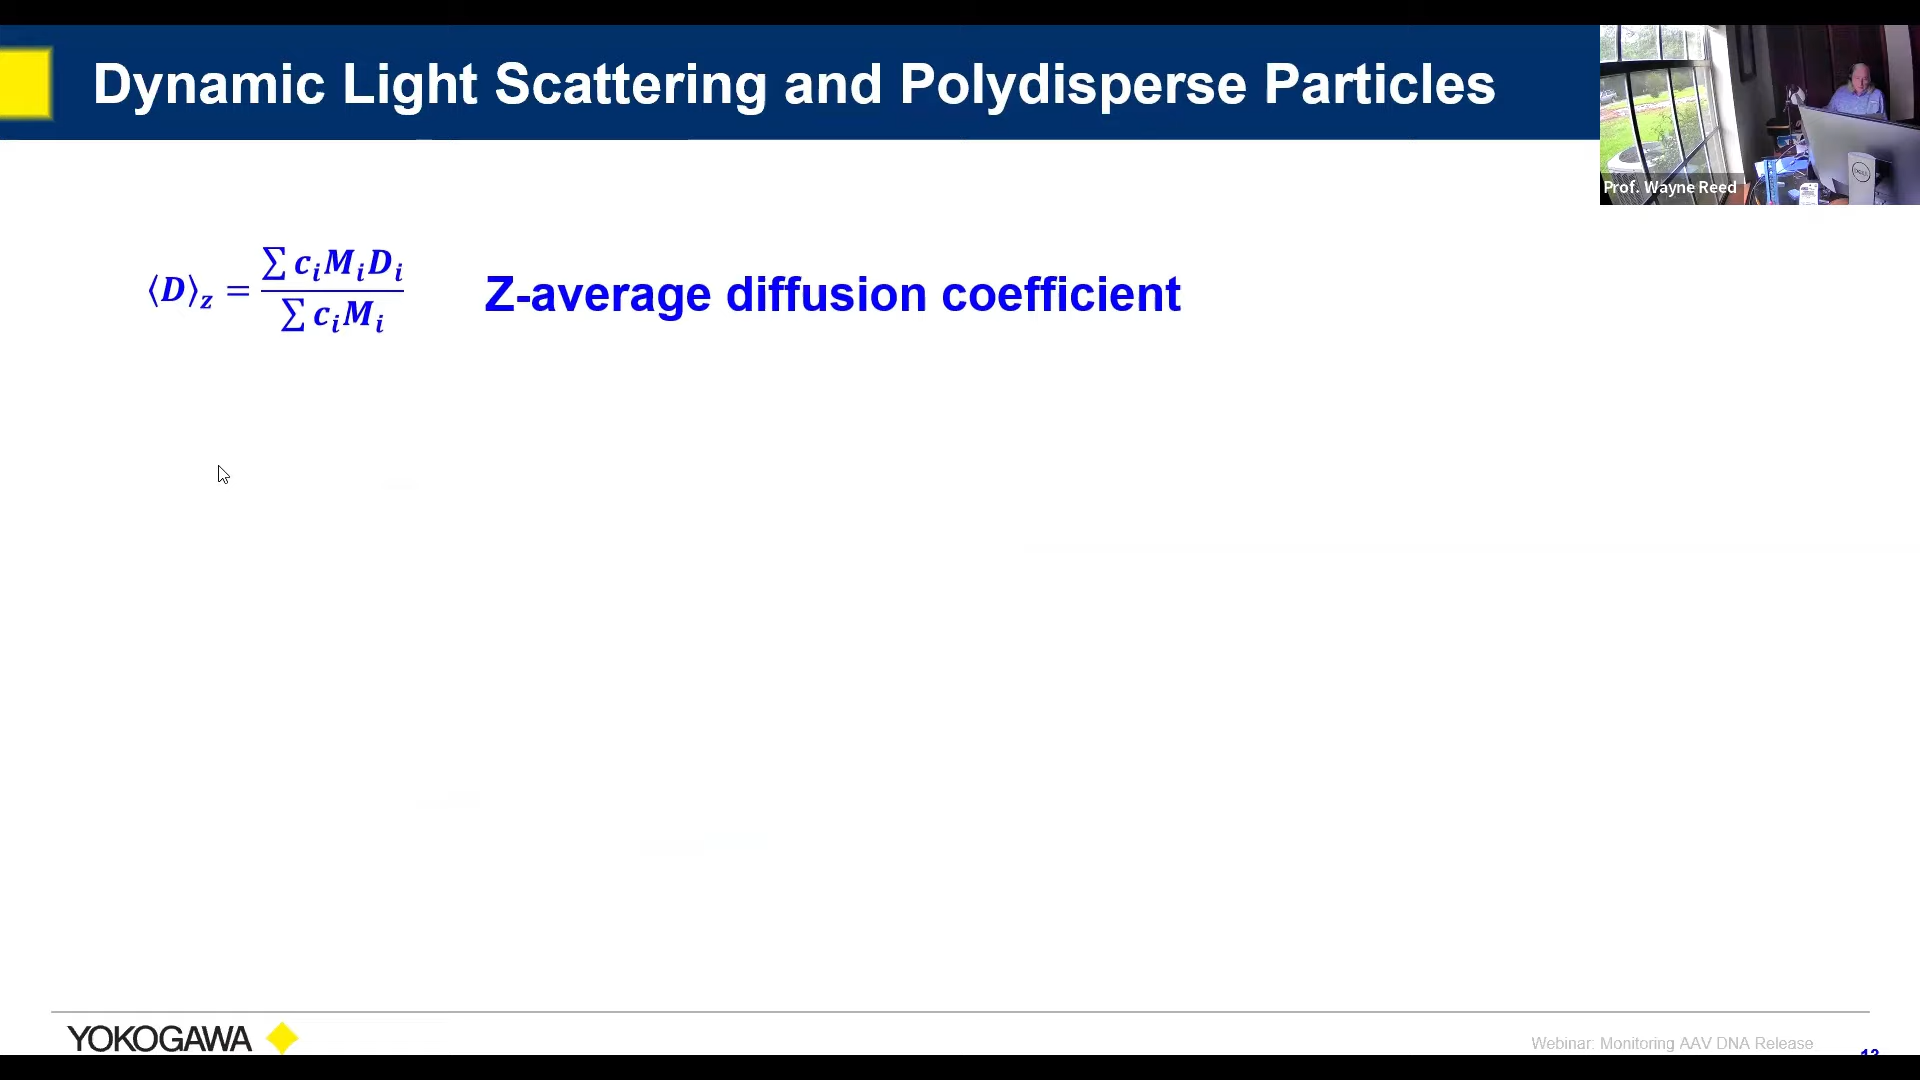 Dynamic Light Scattering and Polydisperse Particles
Prof. Wayne Reed
⟨D⟩z = ∑ciMiDi / ∑ciMi
Z-average diffusion coefficient
YOKOGAWA
Webinar: Monitoring AAV DNA Release